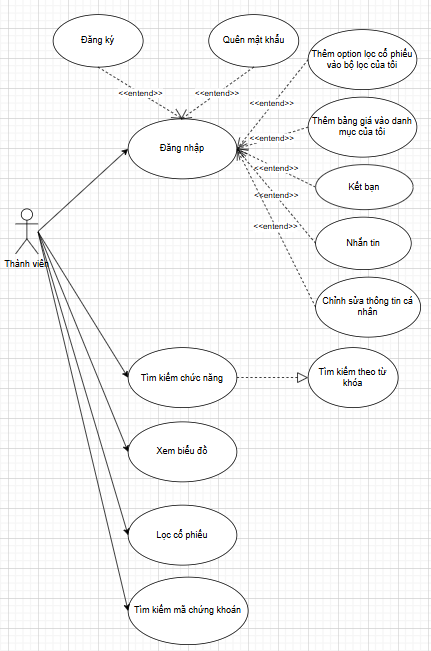 Đăng ký
Quên mật khẩu
Thêm option lọc cổ phiếu
vào bộ lọc của tôi
<<entend>>
<<entend>>
<<entend>>
Thêm bảng giá vào danh
mục của tôi
Đăng nhập
<<entend>>
Kết bạn
<<entend>>
<<entend>>
Nhắn tin
Thành viên
Chỉnh sửa thông tin cá
nhân
Tìm kiếm chức năng
Tìm kiếm theo từ
khóa
Xem biểu đồ
Lọc cổ phiếu
Tìm kiếm mã chứng khoán